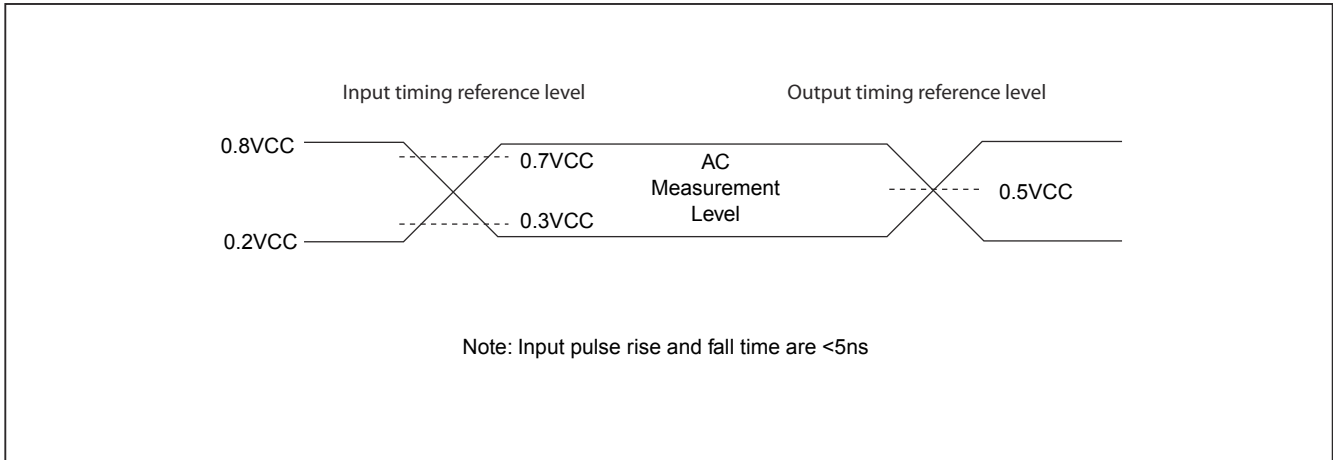 Input timing reference level
Output timing reference level
0.8VCC
0.7VCC
AC
Measurement
Level
0.5VCC
0.3VCC
0.2VCC
Note: Input pulse rise and fall time are <5ns